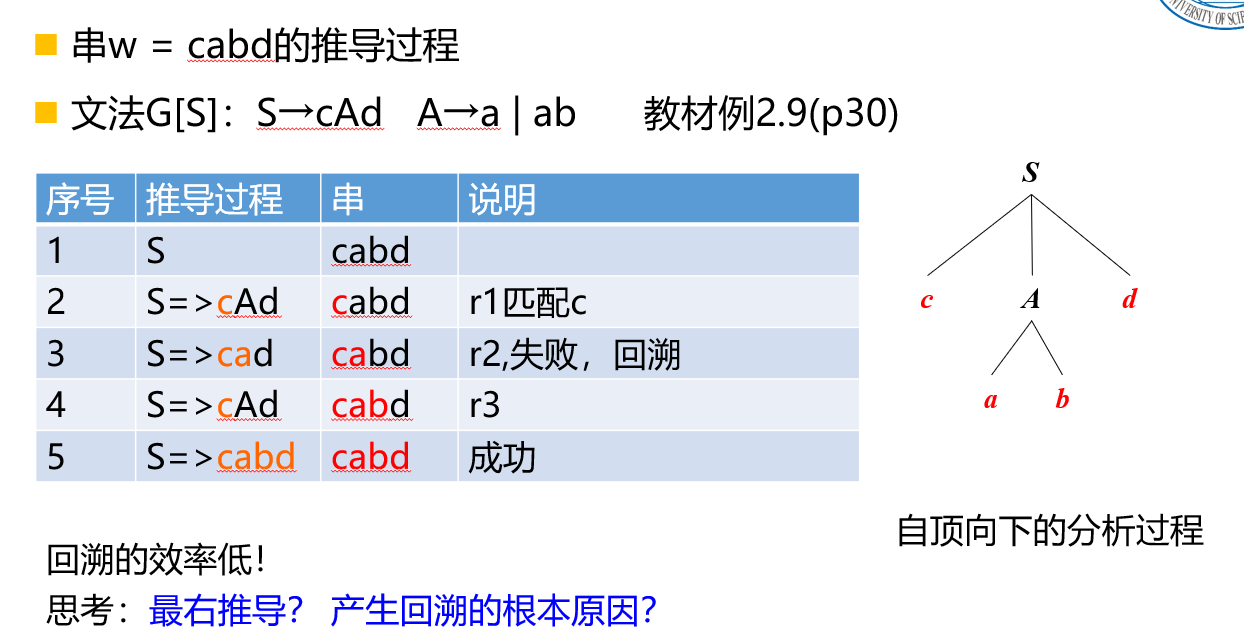 串w = cabd的推导过程
文法G[S]：S→cAd A→a | ab 教材例2.9(p30)
序号 推导过程 串 说明
1 S cabd
2 S=>cAd cabd r1匹配c
3 S=>cad cabd r2,失败，回溯
4 S=>cAd cabd r3
5 S=>cabd cabd 成功
S
c A d
a b
自顶向下的分析过程
回溯的效率低！
思考：最右推导？ 产生回溯的根本原因？